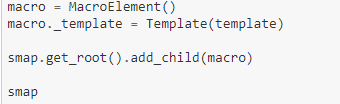 macro = MacroElement()
macro._template = Template(template)
smap.get_root().add_child(macro)
smap